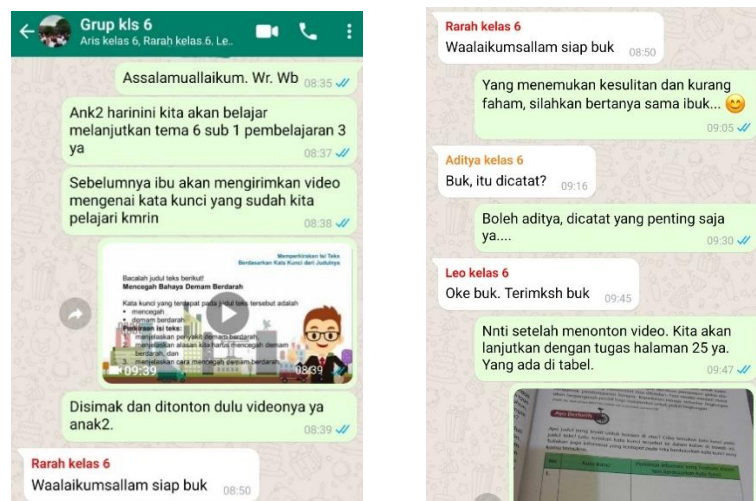 Grup kls 6
Aris kelas 6, Rarah kelas.6, Le..
Assalamuallaikum. Wr. Wb 08:35
Ank2 harinini kita akan belajar
melanjutkan tema 6 sub 1 pembelajaran 3
ya
08:37
Sebelumnya ibu akan mengirimkan video
mengenai kata kunci yang sudah kita
pelajari kmrin
08:38
Memperkirakan Isi Teks
Berdasarkan Kata Kunci dari Judulnya
Bacalah judul teks berikut!
Mencegah Bahaya Demam Berdarah
Kata kunci yang terdapat pada judul teks tersebut adalah
• mencegah
• demam berdarah
Perkiraan isi teks:
menjelaskan penyakit demam berdarah,
menjelaskan alasan kita harus mencegah demam
berdarah, dan
3. menjelaskan cara mencegah demam berdarah
09:39
08:39
Disimak dan ditonton dulu videonya ya
anak2.
08:39
Rarah kelas 6
Waalaikumsallam siap buk 08:50
Rarah kelas 6
Waalaikumsallam siap buk 08:50
Yang menemukan kesulitan dan kurang
faham, silahkan bertanya sama ibuk... 😊
09:05
Aditya kelas 6
Buk, itu dicatat? 09:16
Boleh aditya, dicatat yang penting saja
ya....
09:30
Leo kelas 6
Oke buk. Terimksh buk 09:45
Nnti setelah menonton video. Kita akan
lanjutkan dengan tugas halaman 25 ya.
Yang ada di tabel.
09:47
Ayo Berlatih
No
Kata Kunci
1.